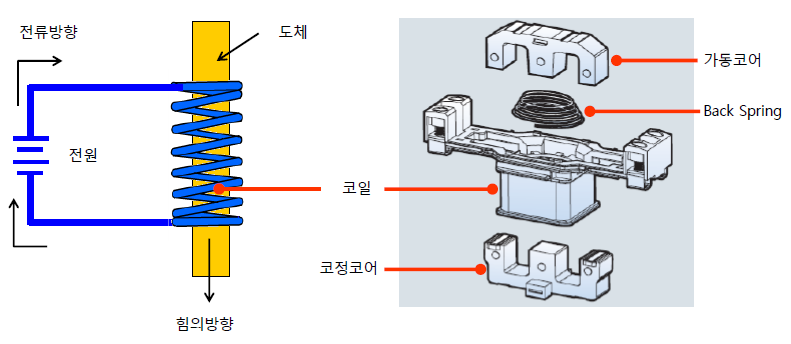 전류방향
도체
가동코어
Back Spring
전원
코일
코정코어
힘의방향